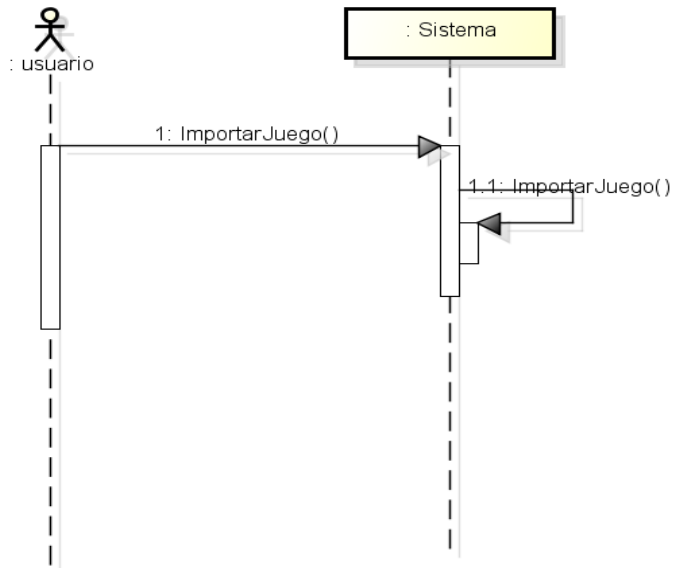 : usuario
: Sistema
1: ImportarJuego()
1.1: ImportarJuego()